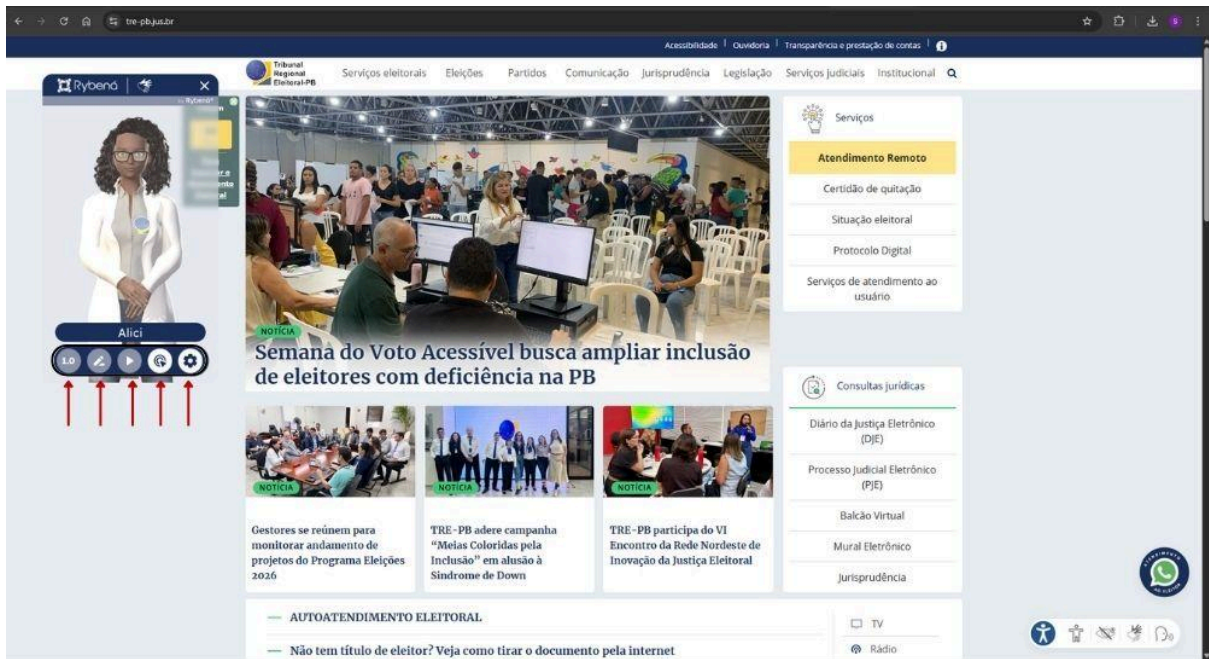 tre-pb.jus.br
Acessibilidade | Ouvidoria | Transparência e prestação de contas
Tribunal
Regional
Eleitoral-PB
Serviços eleitorais Eleições Partidos Comunicação Jurisprudência Legislação Serviços judiciais Institucional
Rybená
by Rybená
Alici
1.0
NOTÍCIA
Semana do Voto Acessível busca ampliar inclusão
de eleitores com deficiência na PB
NOTÍCIA
Gestores se reúnem para
monitorar andamento de
projetos do Programa Eleições
2026
NOTÍCIA
TRE-PB adere campanha
“Meias Coloridas pela
Inclusão” em alusão à
Síndrome de Down
NOTÍCIA
TRE-PB participa do VI
Encontro da Rede Nordeste de
Inovação da Justiça Eleitoral
Serviços
Atendimento Remoto
Certidão de quitação
Situação eleitoral
Protocolo Digital
Serviços de atendimento ao
usuário
Consultas jurídicas
Diário da Justiça Eletrônico
(DJE)
Processo Judicial Eletrônico
(PJE)
Balcão Virtual
Mural Eletrônico
Jurisprudência
— AUTOATENDIMENTO ELEITORAL
— Não tem título de eleitor? Veja como tirar o documento pela internet
TV
Rádio
ATENDIMENTO
AO ELEITOR